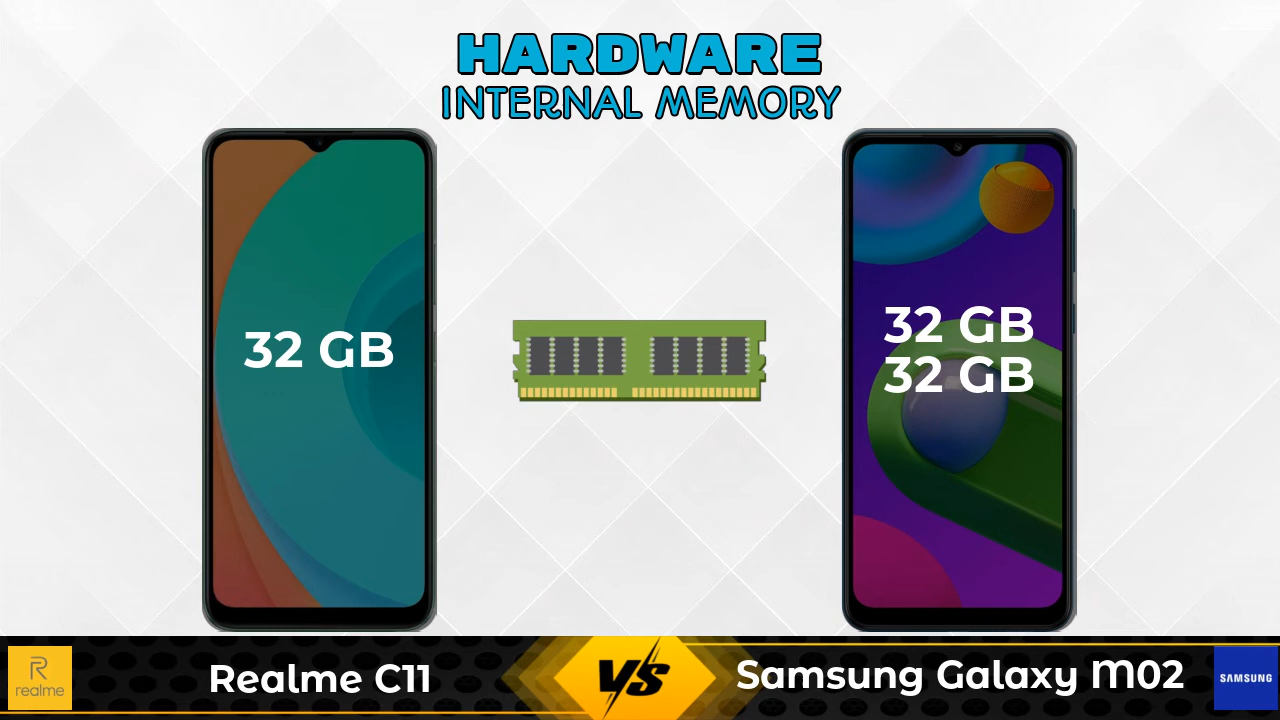 HARDWARE
INTERNAL MEMORY
32 GB
32 GB
32 GB
R
realme
Realme C11
VS
Samsung Galaxy M02
SAMSUNG